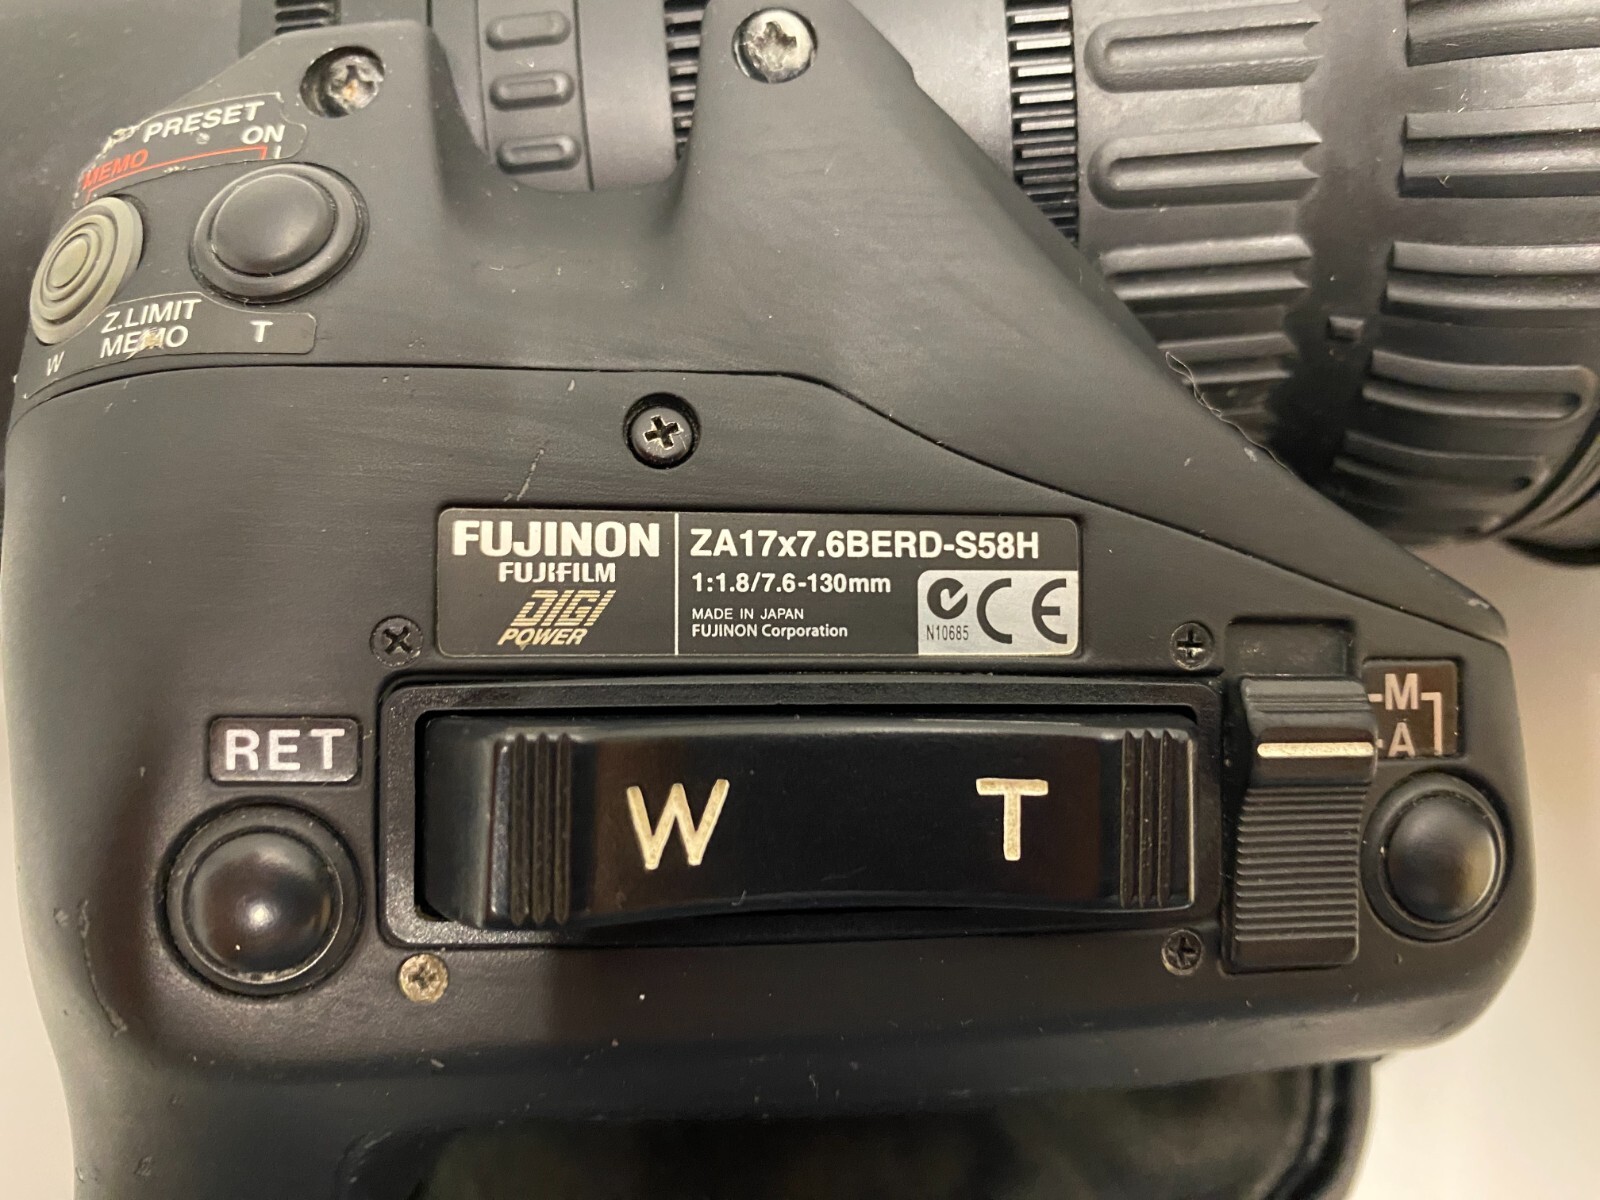 PRESET
ON
MEMO
Z.LIMIT
MEMO
W
T
FUJINON
FUJIFILM
DIGI
POWER
ZA17x7.6BERD-S58H
1:1.8/7.6-130mm
MADE IN JAPAN
FUJINON Corporation
N10685
CE
M
A
RET
W T